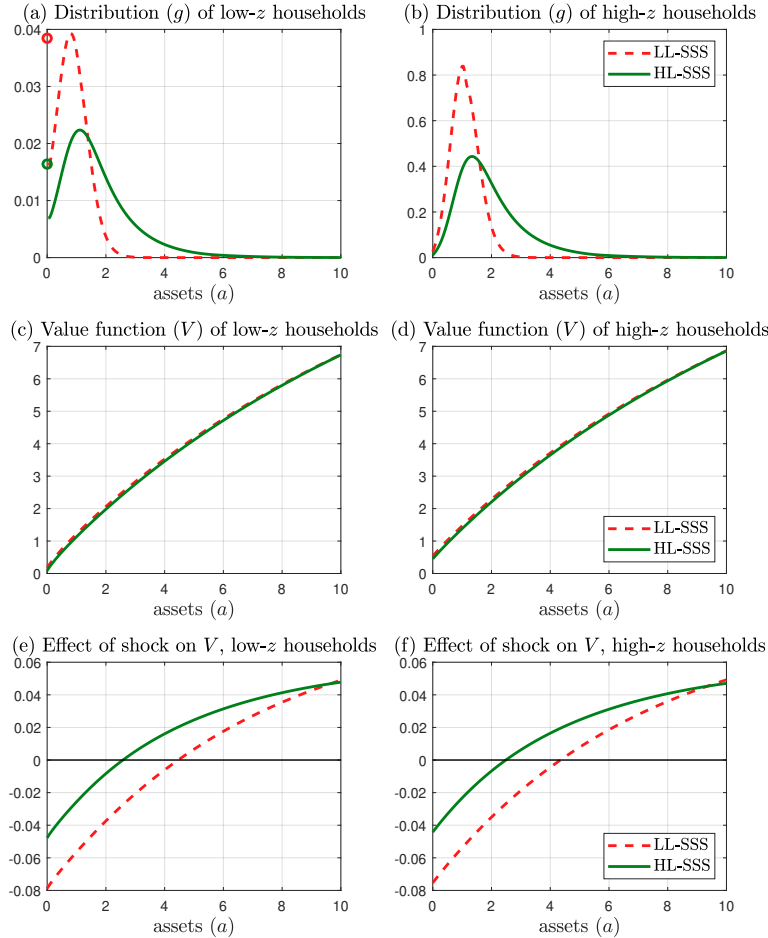 (a) Distribution (g) of low-z households
0.04
0.03
0.02
0.01
0
0 2 4 6 8 10
assets (a)
(b) Distribution (g) of high-z households
1
0.8
0.6
0.4
0.2
0
0 2 4 6 8 10
assets (a)
LL-SSS
HL-SSS
(c) Value function (V) of low-z households
7
6
5
4
3
2
1
0
0 2 4 6 8 10
assets (a)
(d) Value function (V) of high-z households
7
6
5
4
3
2
1
0
0 2 4 6 8 10
assets (a)
LL-SSS
HL-SSS
(e) Effect of shock on V, low-z households
0.06
0.04
0.02
0
-0.02
-0.04
-0.06
-0.08
0 2 4 6 8 10
assets (a)
(f) Effect of shock on V, high-z households
0.06
0.04
0.02
0
-0.02
-0.04
-0.06
-0.08
0 2 4 6 8 10
assets (a)
LL-SSS
HL-SSS